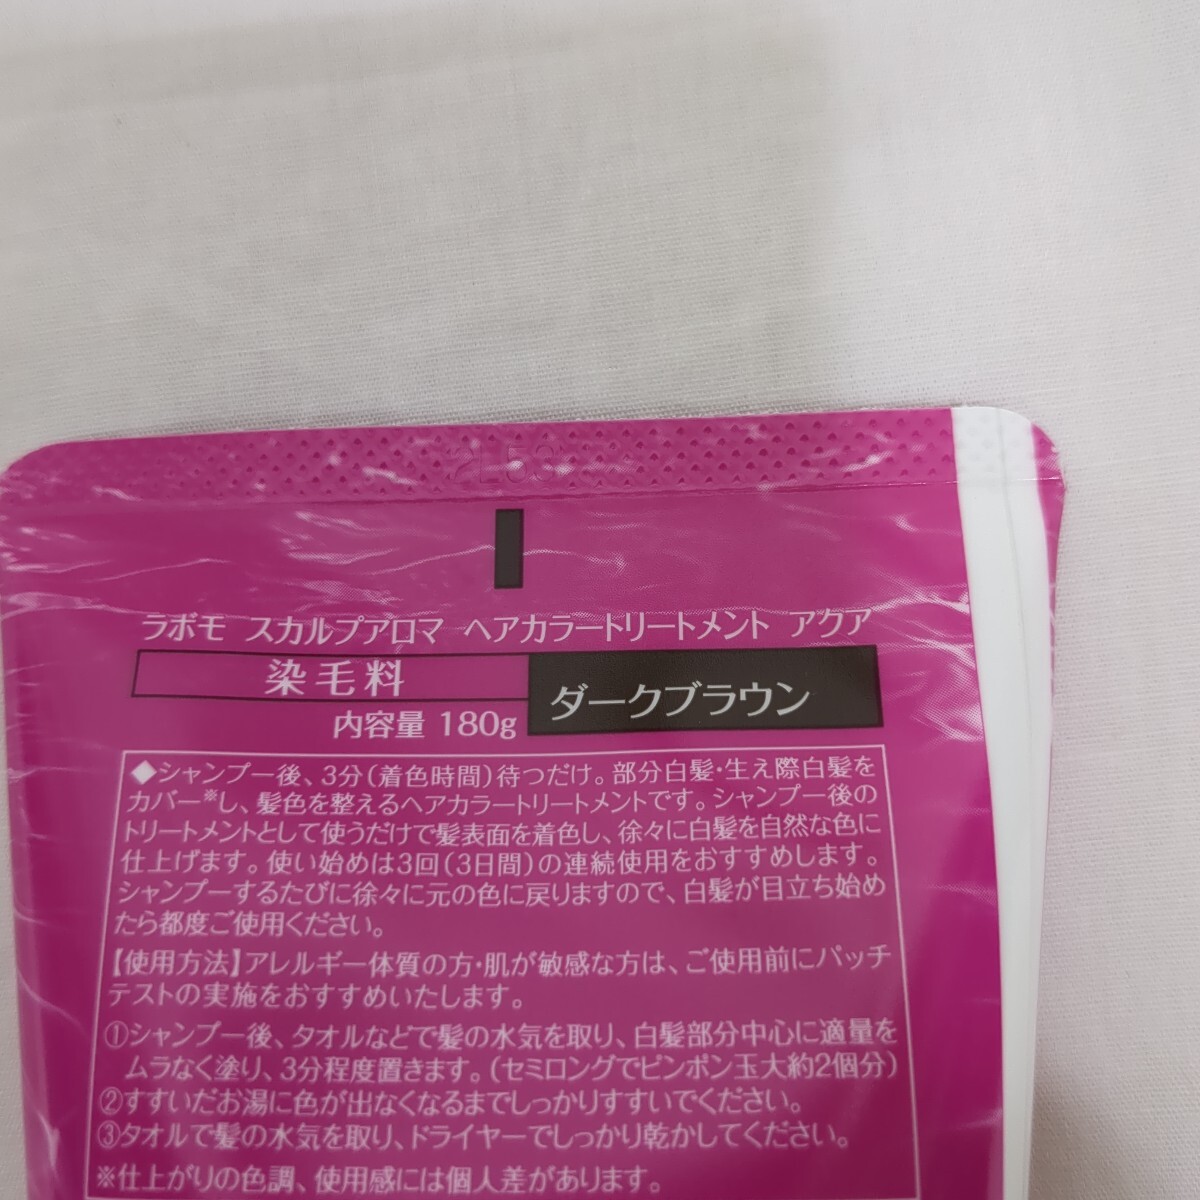 ラボモ スカルプアロマ ヘアカラートリートメント アクア
染毛料
ダークブラウン
内容量 180g
◆シャンプー後、3分(着色時間)待つだけ。部分白髪・生え際白髪を
カバー※し、髪色を整えるヘアカラートリートメントです。シャンプー後の
トリートメントとして使うだけで髪表面を着色し、徐々に白髪を自然な色に
仕上げます。使い始めは3回(3日間)の連続使用をおすすめします。
シャンプーするたびに徐々に元の色に戻りますので、白髪が目立ち始め
たら都度ご使用ください。
【使用方法】アレルギー体質の方・肌が敏感な方は、ご使用前にパッチ
テストの実施をおすすめいたします。
①シャンプー後、タオルなどで髪の水気を取り、白髪部分中心に適量を
ムラなく塗り、3分程度置きます。(セミロングでピンポン玉大約2個分)
②すすいだお湯に色が出なくなるまでしっかりすすいでください。
③タオルで髪の水気を取り、ドライヤーでしっかり乾かしてください。
※仕上がりの色調、使用感には個人差があります。